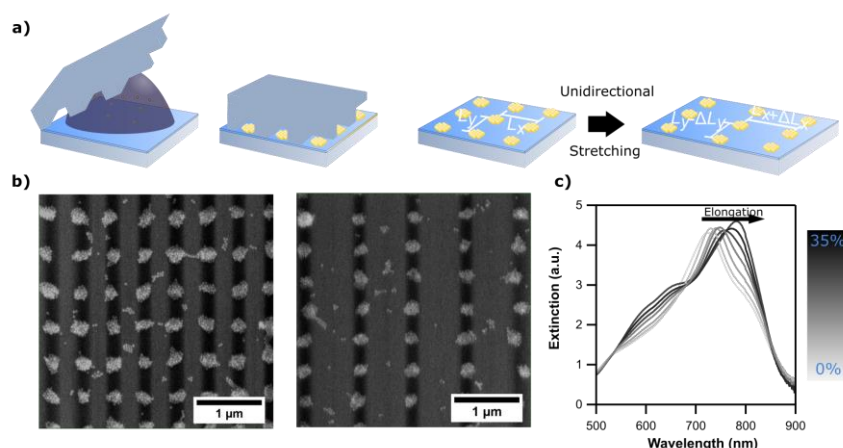 a)
Unidirectional
Stretching
Ly
Lx
Ly-ΔLy
Lx+ΔLx
b)
1 µm
1 µm
c)
Elongation
Extinction (a.u.)
5
4
3
2
1
0
500
600
700
800
900
Wavelength (nm)
35%
0%